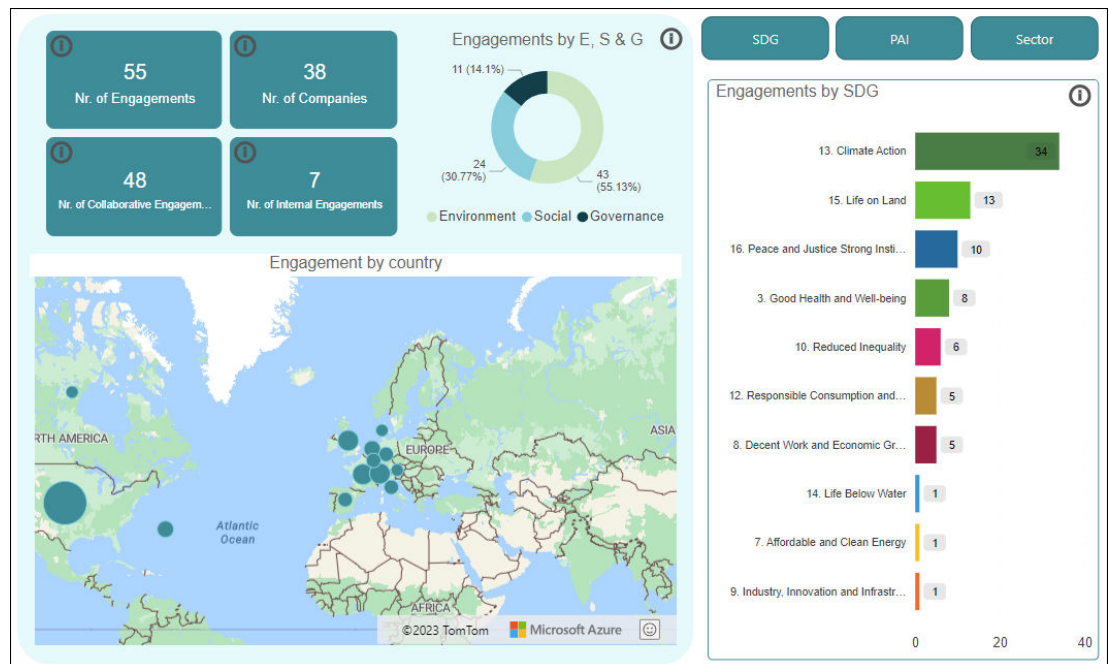 55
Nr. of Engagements
38
Nr. of Companies
48
Nr. of Collaborative Engagem...
7
Nr. of Internal Engagements
Engagements by E, S & G
11 (14.1%)
24
(30.77%)
43
(55.13%)
Environment Social Governance
Engagement by country
RTH AMERICA
EUROPE
ASIA
Atlantic
Ocean
AFRICA
©2023 TomTom Microsoft Azure
SDG
PAI
Sector
Engagements by SDG
13. Climate Action 34
15. Life on Land 13
16. Peace and Justice Strong Insti... 10
3. Good Health and Well-being 8
10. Reduced Inequality 6
12. Responsible Consumption and... 5
8. Decent Work and Economic Gr... 5
14. Life Below Water 1
7. Affordable and Clean Energy 1
9. Industry, Innovation and Infrastr... 1
0 20 40